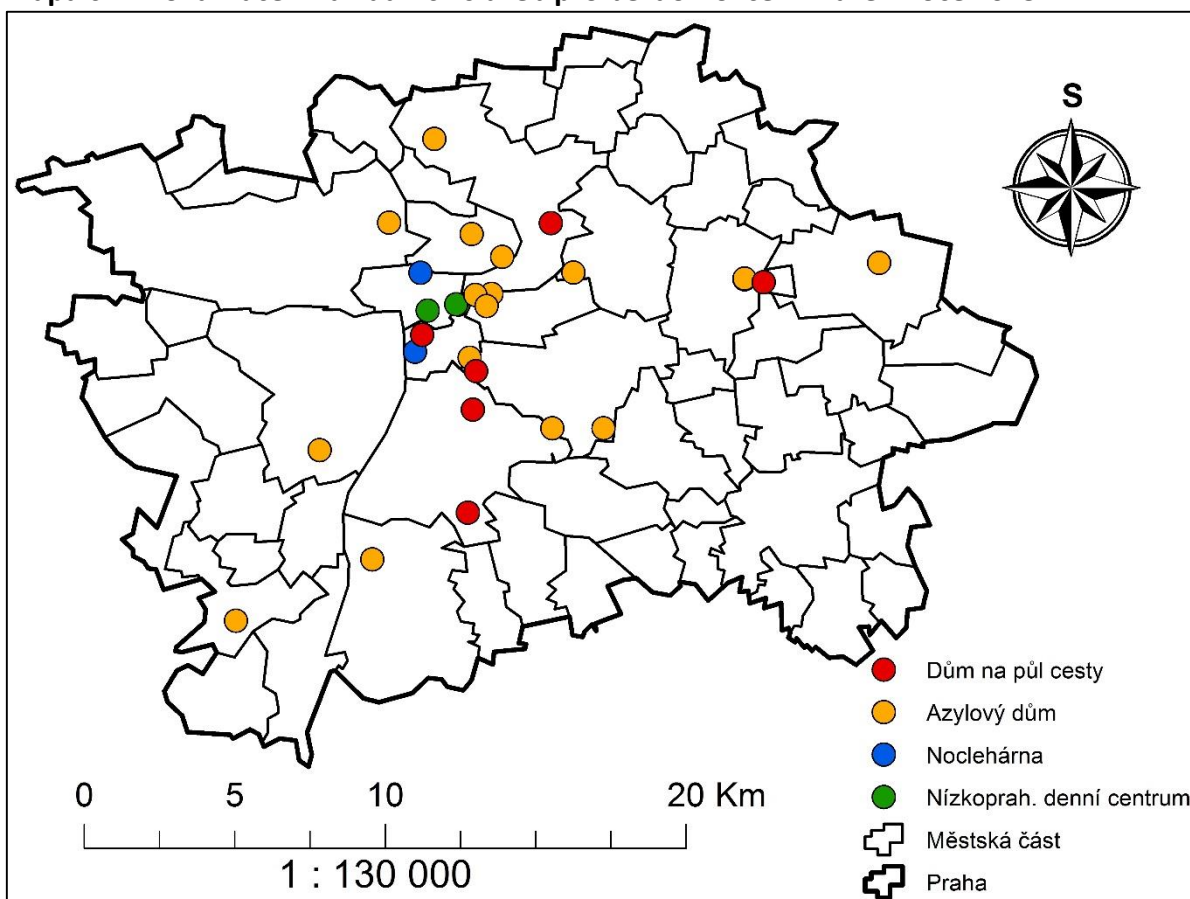 S
Dům na půl cesty
Azylový dům
Noclehárna
Nízkoprah. denní centrum
Městská část
Praha
0 5 10 20 Km
1 : 130 000